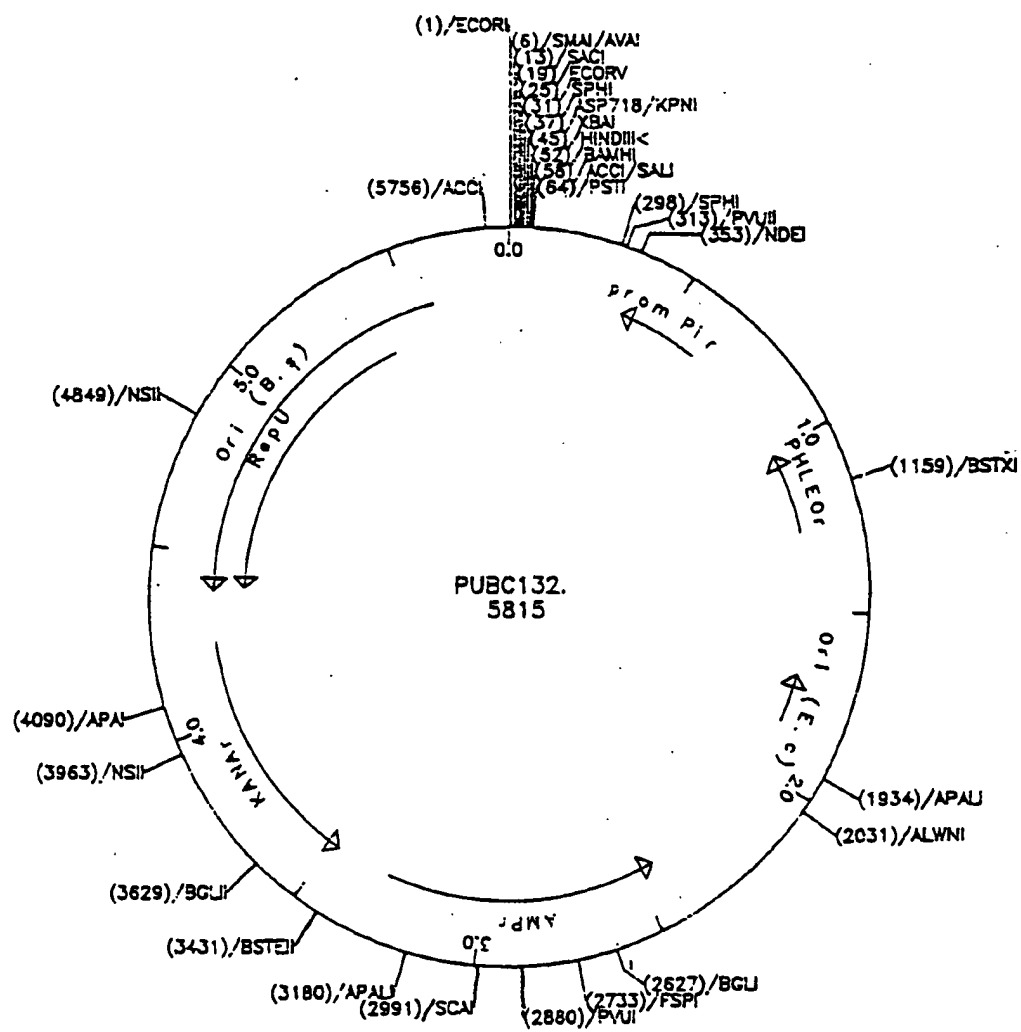 (1)/ECORI
(6)/SMAI/AVAI
(13)/SACI
(19)/ECORV
(25)/SPHI
(31)/ASP718/KPNI
(37)/XBAI
(45)/HINDIII<
(52)/BAMHI
(58)/ACCI/SALI
(64)/PSTI
(5756)/ACCI
(298)/SPHI
(313)/PVUII
(353)/NDEI
0.0
prom Pir
5.0
Ori (B.f)
RepU
(4849)/NSII
1.0
PHLEOr
(1159)/BSTXI
PUBC132.
5815
Ori (E. c)
2.0
(1934)/APALI
(2031)/ALWNI
(4090)/APAI
4.0
(3963)/NSII
KANAr
(3629)/BGLII
(3431)/BSTEII
AMPr
3.0
(3180)/APALI
(2991)/SCAI
(2880)/PVUI
(2733)/FSPI
(2627)/BGLI